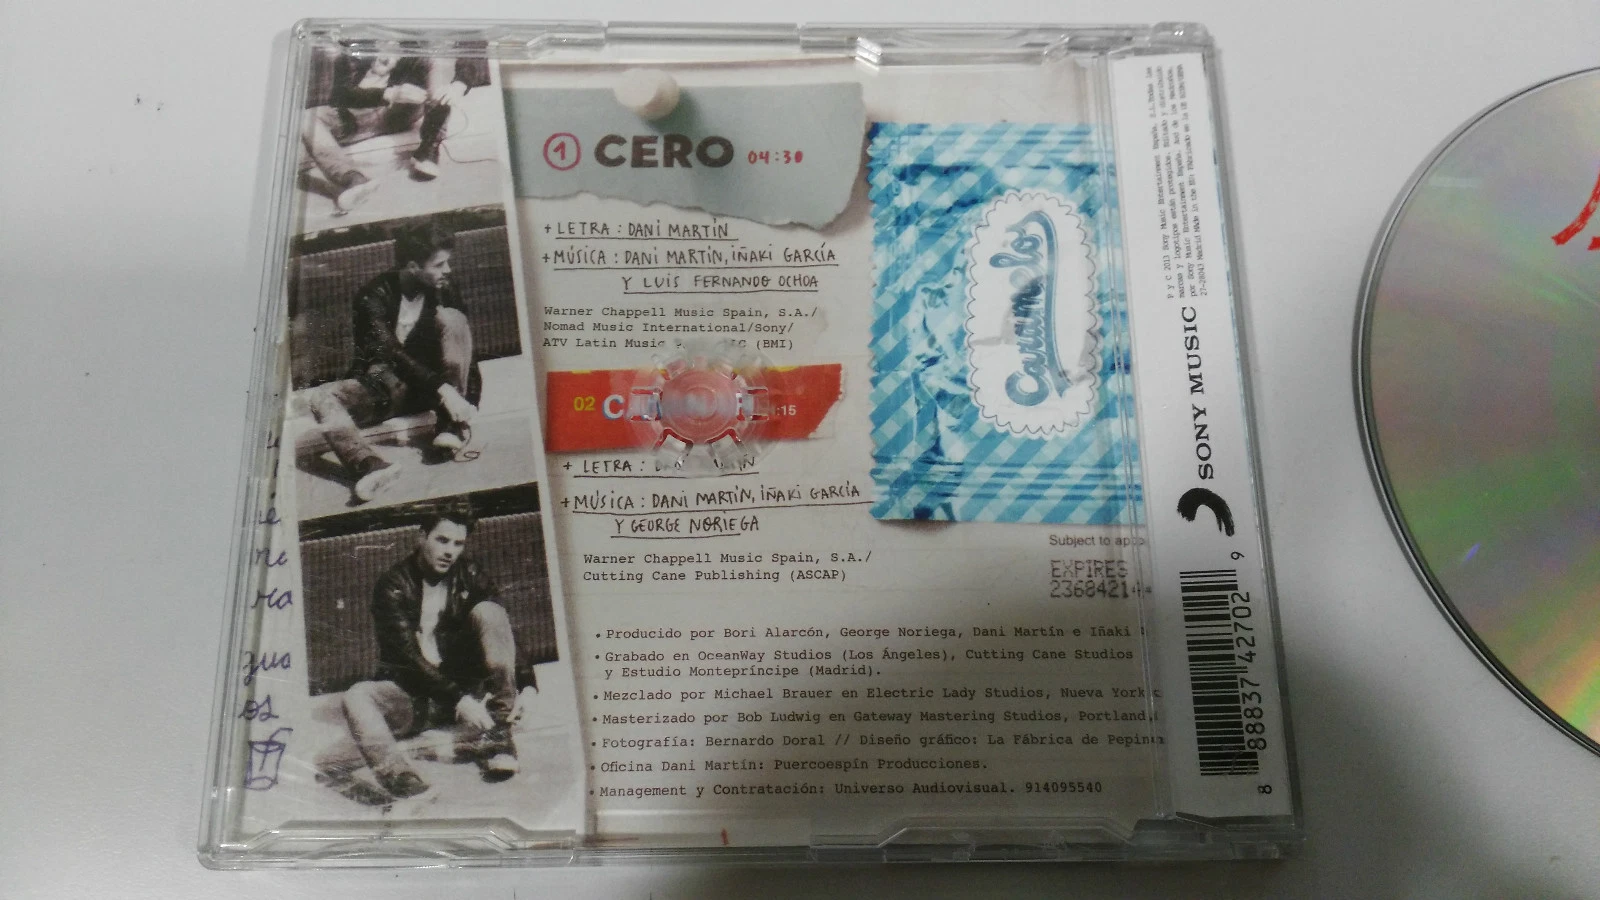 1 CERO 04:30
+ LETRA : DANI MARTÍN
+ MÚSICA : DANI MARTÍN, IÑAKI GARCÍA
Y LUIS FERNANDO OCHOA
Warner Chappell Music Spain, S.A./
Nomad Music International/Sony/
ATV Latin Music (BMI)
02
+ LETRA :
+ MÚSICA : DANI MARTÍN, IÑAKI GARCÍA
Y GEORGE NORIEGA
Warner Chappell Music Spain, S.A./
Cutting Cane Publishing (ASCAP)
• Producido por Bori Alarcón, George Noriega, Dani Martín e Iñaki
• Grabado en OceanWay Studios (Los Ángeles), Cutting Cane Studios
y Estudio Montepríncipe (Madrid).
• Mezclado por Michael Brauer en Electric Lady Studios, Nueva York
• Masterizado por Bob Ludwig en Gateway Mastering Studios, Portland,
• Fotografía: Bernardo Doral // Diseño gráfico: La Fábrica de
• Oficina Dani Martín: Puercoespín Producciones.
• Management y Contratación: Universo Audiovisual. 914095540
Caramelo
Subject to
EXPIRES
SONY MUSIC
8 88837 42702 9